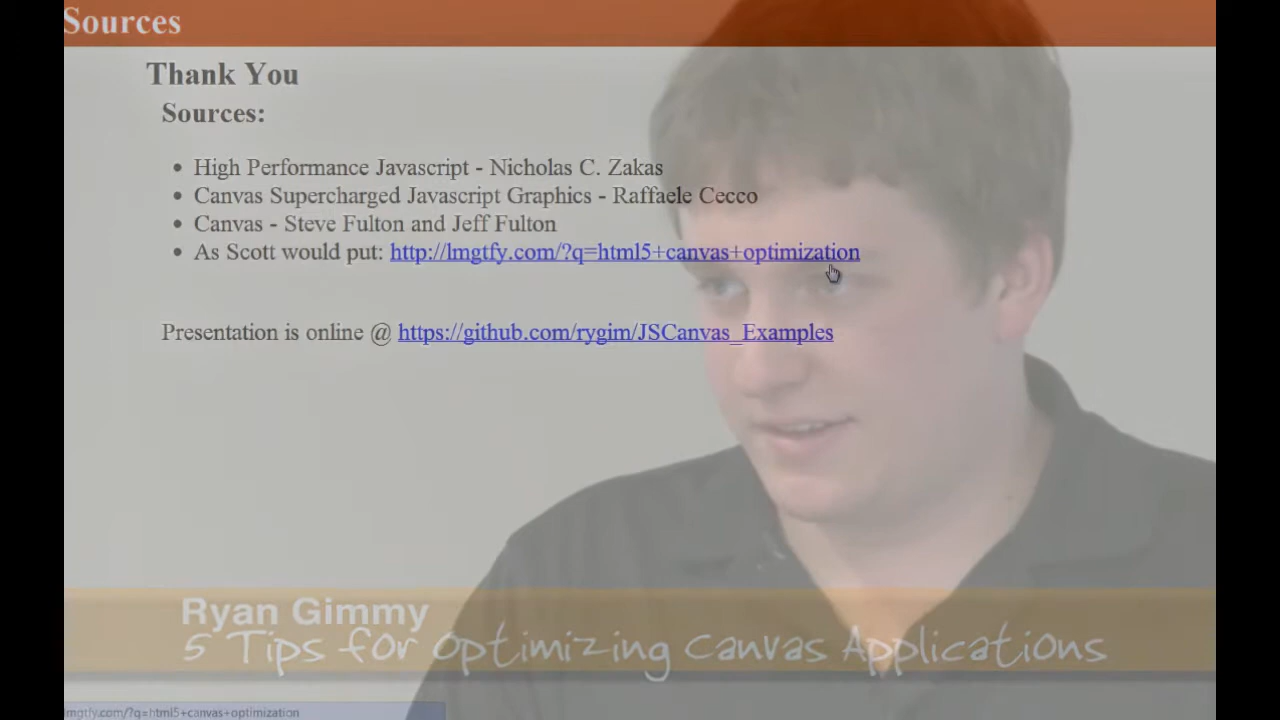 Sources
Thank You
Sources:
• High Performance Javascript - Nicholas C. Zakas
• Canvas Supercharged Javascript Graphics - Raffaele Cecco
• Canvas - Steve Fulton and Jeff Fulton
• As Scott would put: http://lmgtfy.com/?q=html5+canvas+optimization
Presentation is online @ https://github.com/rygim/JSCanvas_Examples
Ryan Gimmy
5 Tips for Optimizing Canvas Applications
lmgtfy.com/?q=html5+canvas+optimization